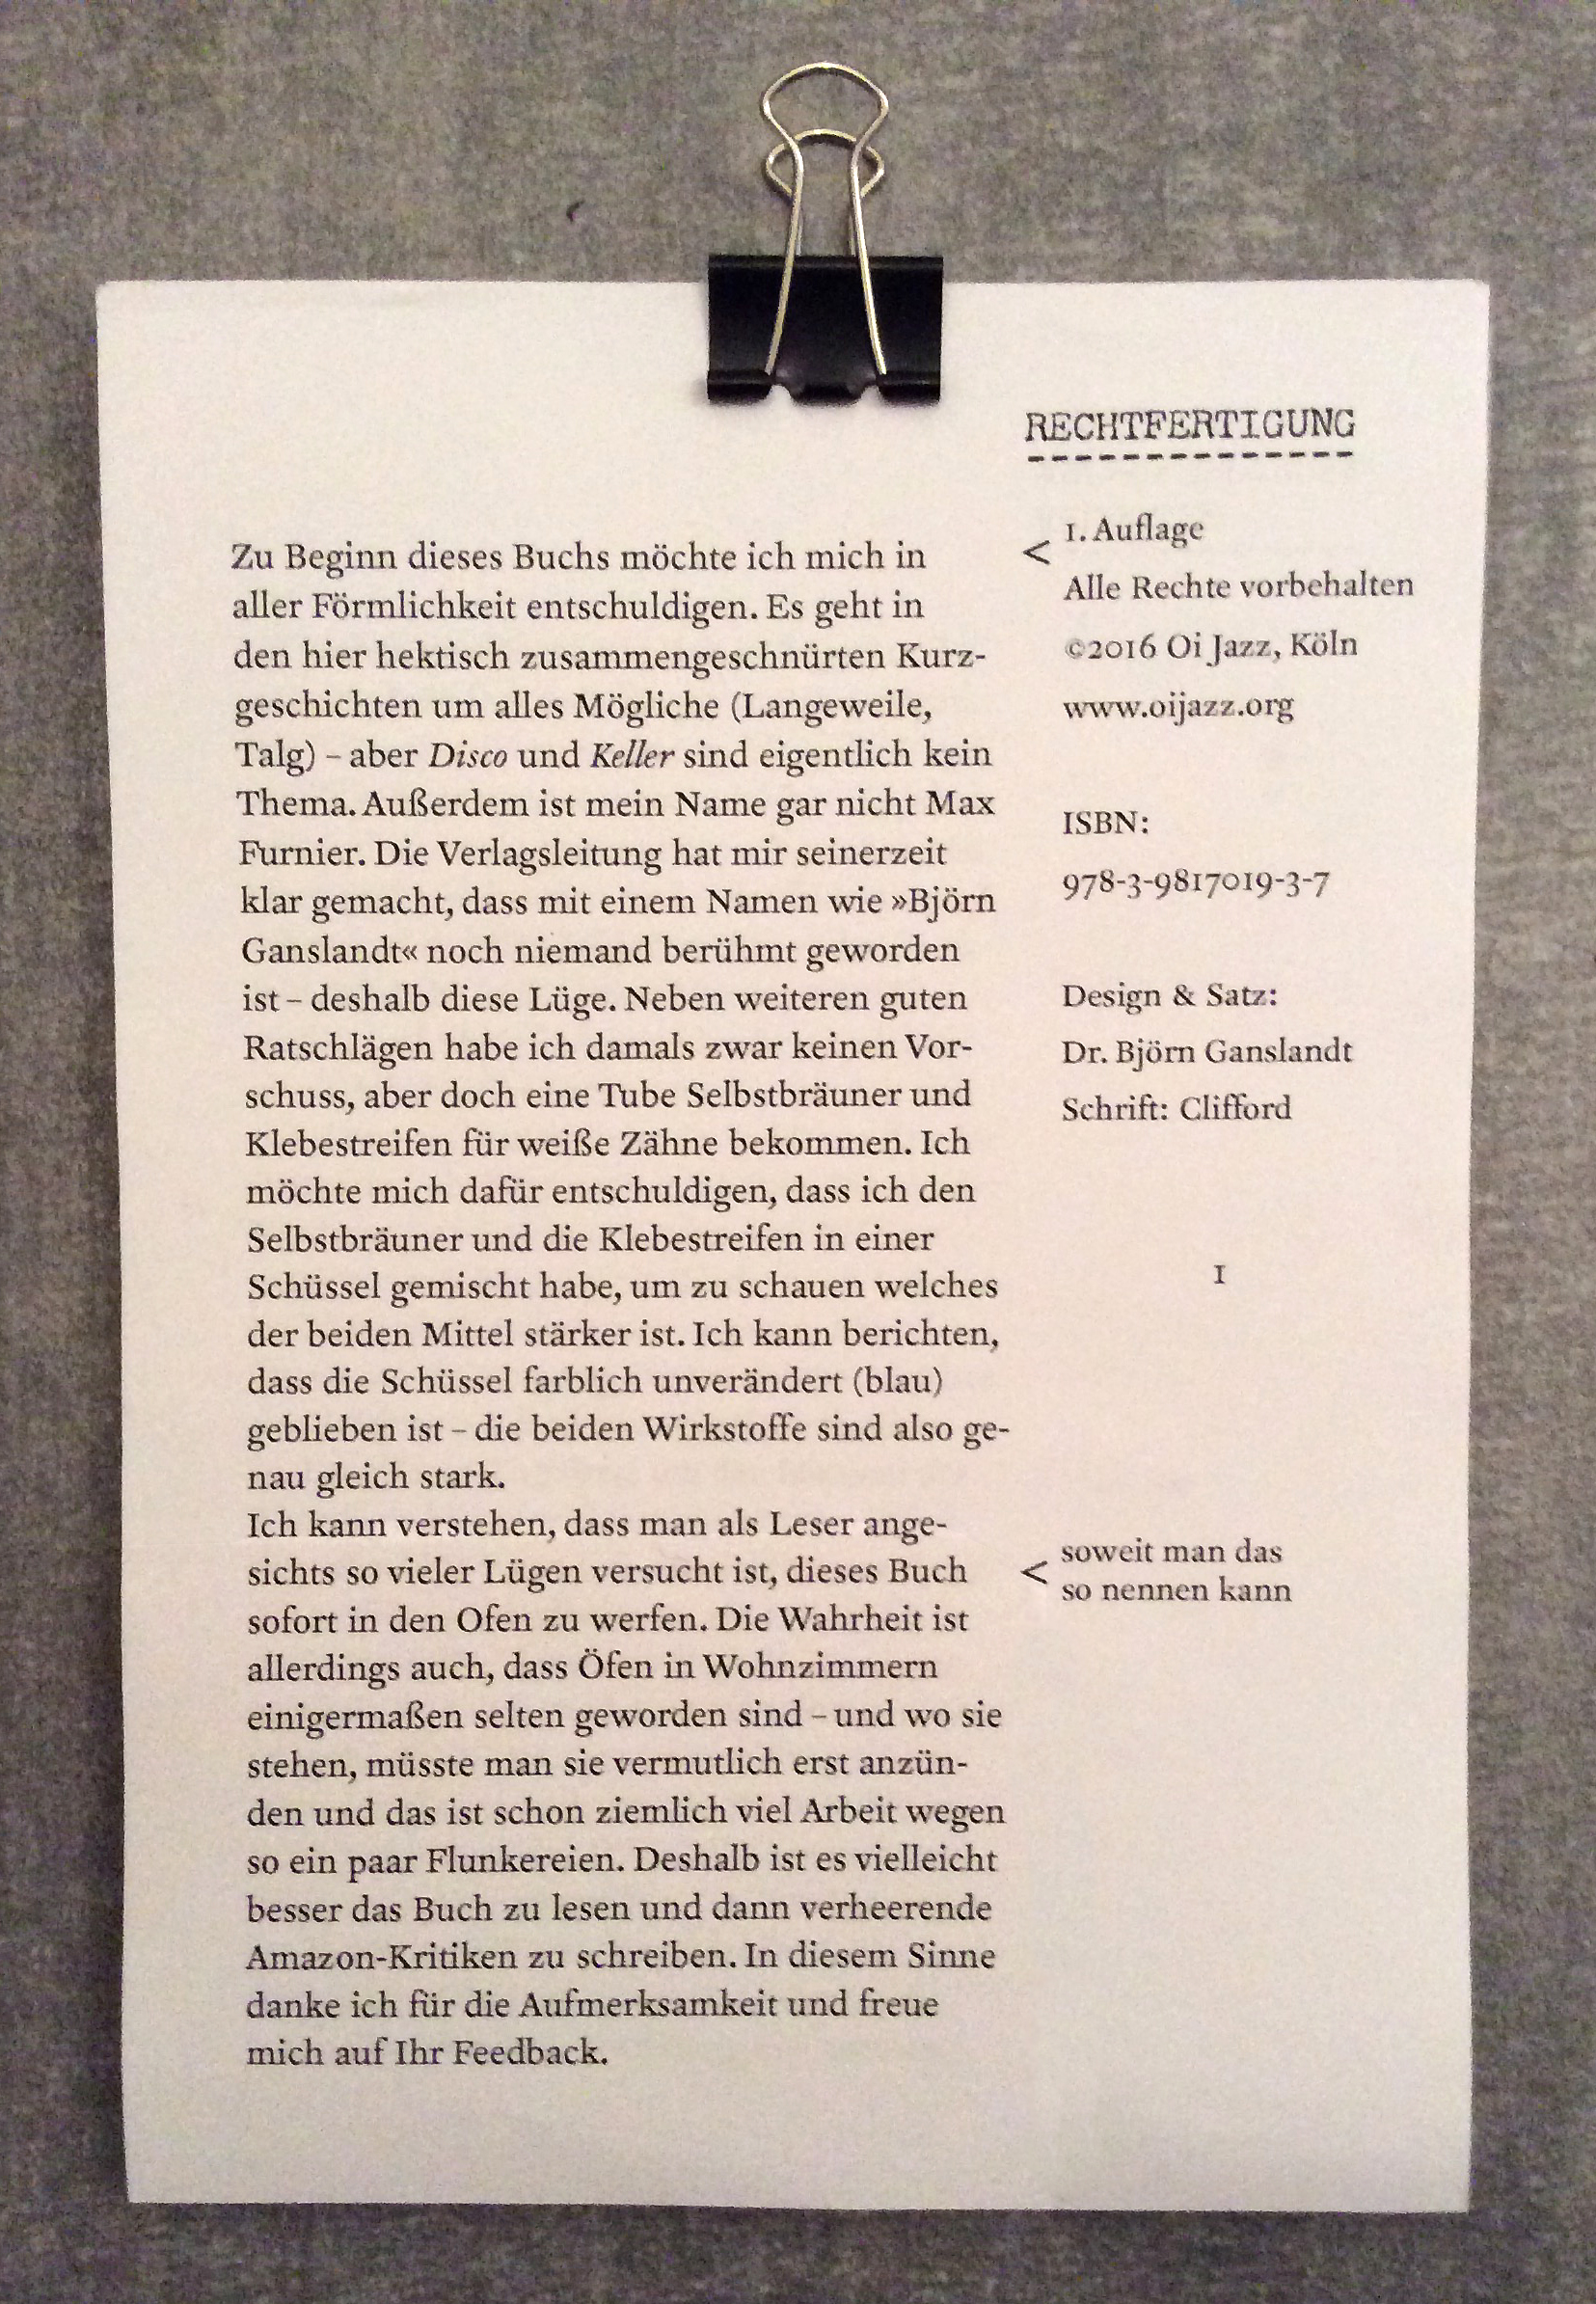 RECHTFERTIGUNG
Zu Beginn dieses Buchs möchte ich mich in
aller Förmlichkeit entschuldigen. Es geht in
den hier hektisch zusammengeschnürten Kurz-
geschichten um alles Mögliche (Langeweile,
Talg) – aber Disco und Keller sind eigentlich kein
Thema. Außerdem ist mein Name gar nicht Max
Furnier. Die Verlagsleitung hat mir seinerzeit
klar gemacht, dass mit einem Namen wie »Björn
Ganslandt« noch niemand berühmt geworden
ist – deshalb diese Lüge. Neben weiteren guten
Ratschlägen habe ich damals zwar keinen Vor-
schuss, aber doch eine Tube Selbstbräuner und
Klebestreifen für weiße Zähne bekommen. Ich
möchte mich dafür entschuldigen, dass ich den
Selbstbräuner und die Klebestreifen in einer
Schüssel gemischt habe, um zu schauen welches
der beiden Mittel stärker ist. Ich kann berichten,
dass die Schüssel farblich unverändert (blau)
geblieben ist – die beiden Wirkstoffe sind also ge-
nau gleich stark.
Ich kann verstehen, dass man als Leser ange-
sichts so vieler Lügen versucht ist, dieses Buch
sofort in den Ofen zu werfen. Die Wahrheit ist
allerdings auch, dass Öfen in Wohnzimmern
einigermaßen selten geworden sind – und wo sie
stehen, müsste man sie vermutlich erst anzün-
den und das ist schon ziemlich viel Arbeit wegen
so ein paar Flunkereien. Deshalb ist es vielleicht
besser das Buch zu lesen und dann verheerende
Amazon-Kritiken zu schreiben. In diesem Sinne
danke ich für die Aufmerksamkeit und freue
mich auf Ihr Feedback.
< 1. Auflage
Alle Rechte vorbehalten
©2016 Oi Jazz, Köln
www.oijazz.org
ISBN:
978-3-9817019-3-7
Design & Satz:
Dr. Björn Ganslandt
Schrift: Clifford
1
< soweit man das
so nennen kann